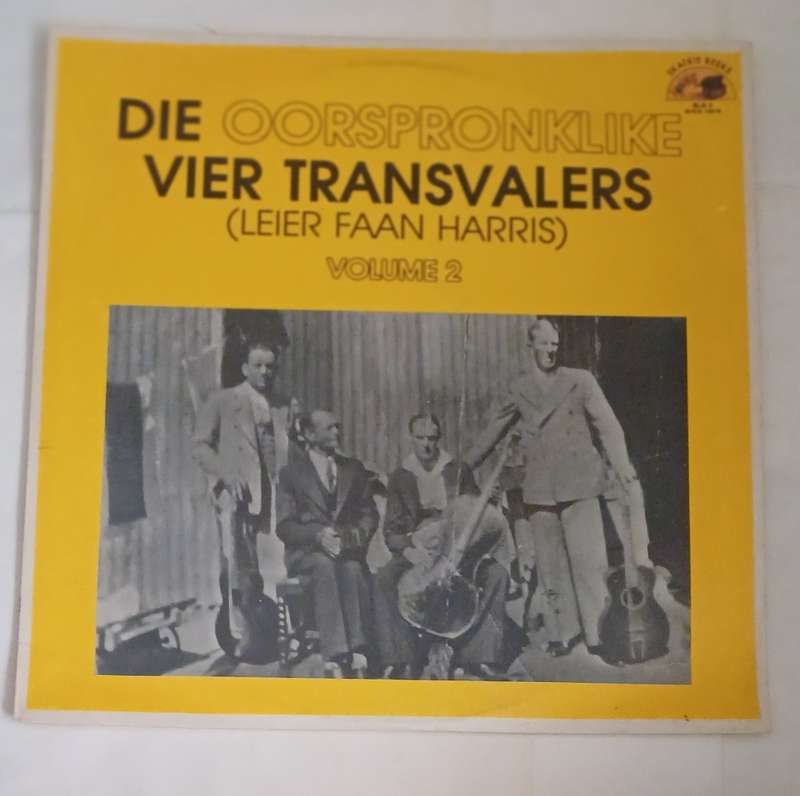 DIE OORSPRONKLIKE
VIER TRANSVALERS
(LEIER FAAN HARRIS)
VOLUME 2